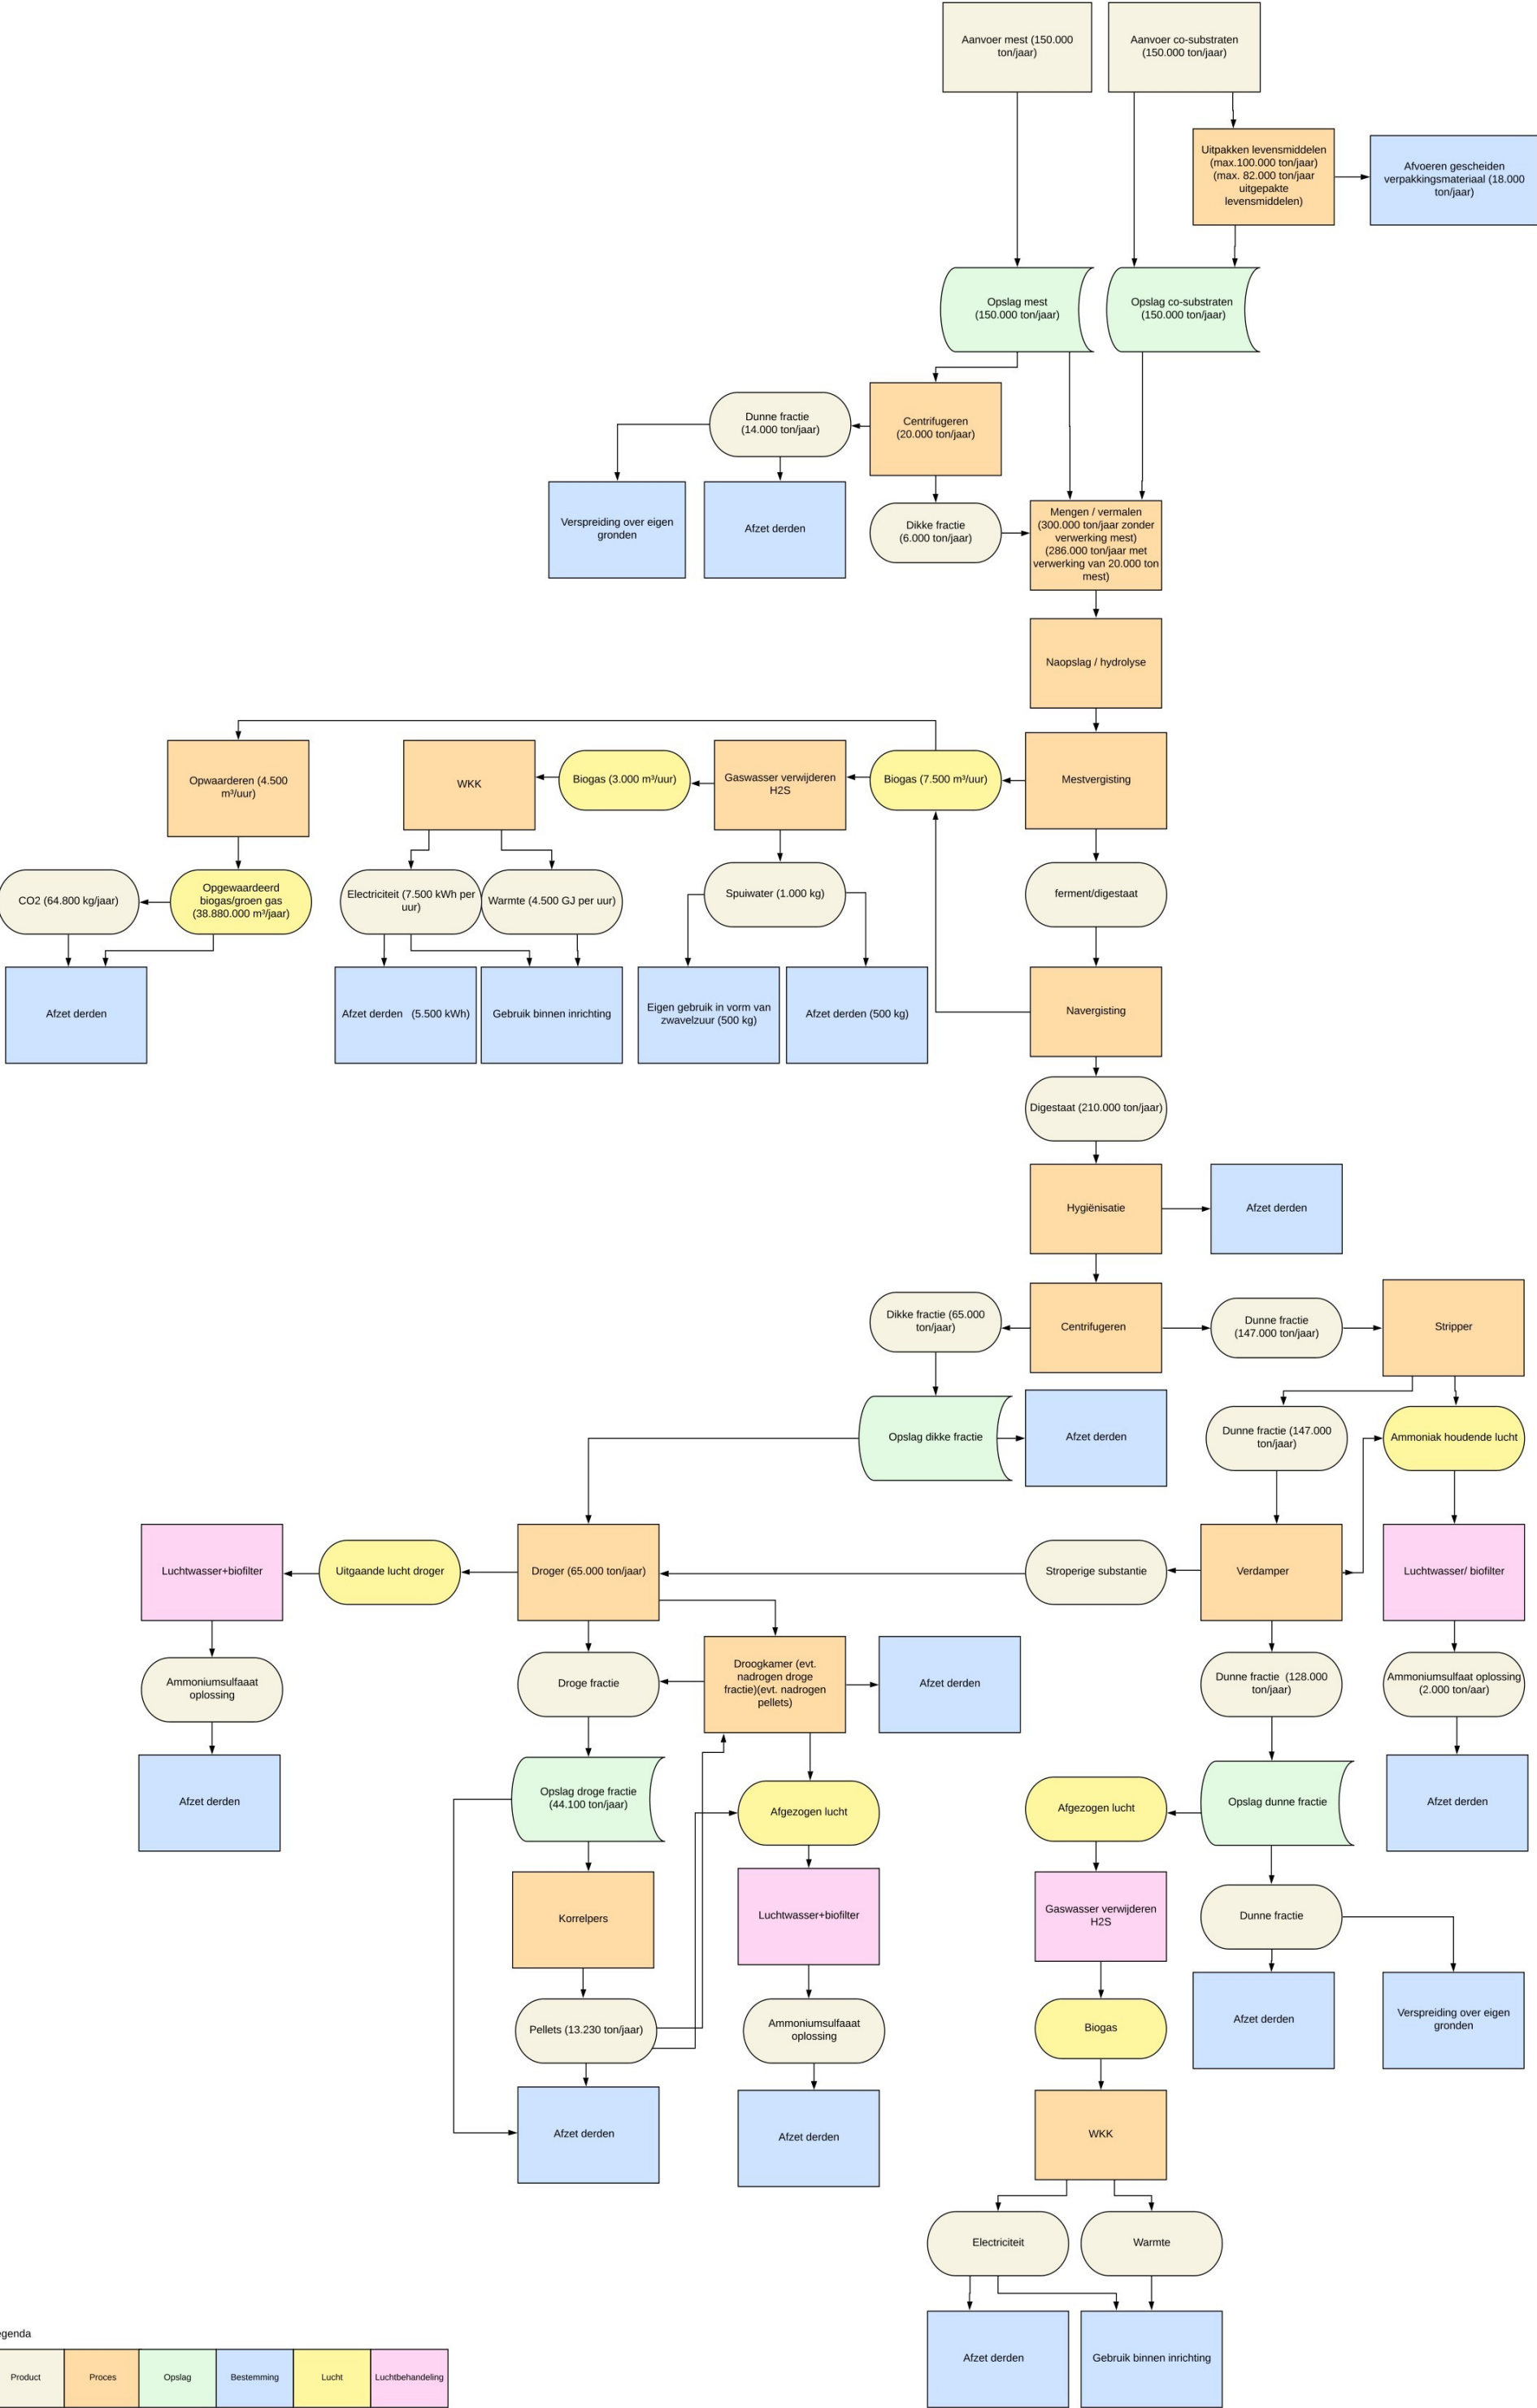 Aanvoer mest (150.000
ton/jaar)
Aanvoer co-substraten
(150.000 ton/jaar)
Uitpakken levensmiddelen
(max.100.000 ton/jaar)
(max. 82.000 ton/jaar
uitgepakte
levensmiddelen)
Afvoeren gescheiden
verpakkingsmateriaal (18.000
ton/jaar)
Opslag mest
(150.000 ton/jaar)
Opslag co-substraten
(150.000 ton/jaar)
Dunne fractie
(14.000 ton/jaar)
Centrifugeren
(20.000 ton/jaar)
Verspreiding over eigen
gronden
Afzet derden
Dikke fractie
(6.000 ton/jaar)
Mengen / vermalen
(300.000 ton/jaar zonder
verwerking mest)
(286.000 ton/jaar met
verwerking van 20.000 ton
mest)
Naopslag / hydrolyse
Opwaarderen (4.500
m³/uur)
WKK
Biogas (3.000 m³/uur)
Gaswasser verwijderen
H2S
Biogas (7.500 m³/uur)
Mestvergisting
CO2 (64.800 kg/jaar)
Opgewaardeerd
biogas/groen gas
(38.880.000 m³/jaar)
Electriciteit (7.500 kWh per
uur)
Warmte (4.500 GJ per uur)
Spuiwater (1.000 kg)
ferment/digestaat
Afzet derden
Afzet derden   (5.500 kWh)
Gebruik binnen inrichting
Eigen gebruik in vorm van
zwavelzuur (500 kg)
Afzet derden (500 kg)
Navergisting
Digestaat (210.000 ton/jaar)
Hygiënisatie
Afzet derden
Dikke fractie (65.000
ton/jaar)
Centrifugeren
Dunne fractie
(147.000 ton/jaar)
Stripper
Opslag dikke fractie
Afzet derden
Dunne fractie (147.000
ton/jaar)
Ammoniak houdende lucht
Luchtwasser+biofilter
Uitgaande lucht droger
Droger (65.000 ton/jaar)
Stroperige substantie
Verdamper
Luchtwasser/ biofilter
Ammoniumsulfaaat
oplossing
Droge fractie
Droogkamer (evt.
nadrogen droge
fractie)(evt. nadrogen
pellets)
Afzet derden
Dunne fractie  (128.000
ton/jaar)
Ammoniumsulfaat oplossing
(2.000 ton/aar)
Afzet derden
Opslag droge fractie
(44.100 ton/jaar)
Afgezogen lucht
Afgezogen lucht
Opslag dunne fractie
Afzet derden
Korrelpers
Luchtwasser+biofilter
Gaswasser verwijderen
H2S
Dunne fractie
Pellets (13.230 ton/jaar)
Ammoniumsulfaaat
oplossing
Biogas
Afzet derden
Verspreiding over eigen
gronden
Afzet derden
Afzet derden
WKK
Electriciteit
Warmte
Afzet derden
Gebruik binnen inrichting
egenda
Product
Proces
Opslag
Bestemming
Lucht
Luchtbehandeling